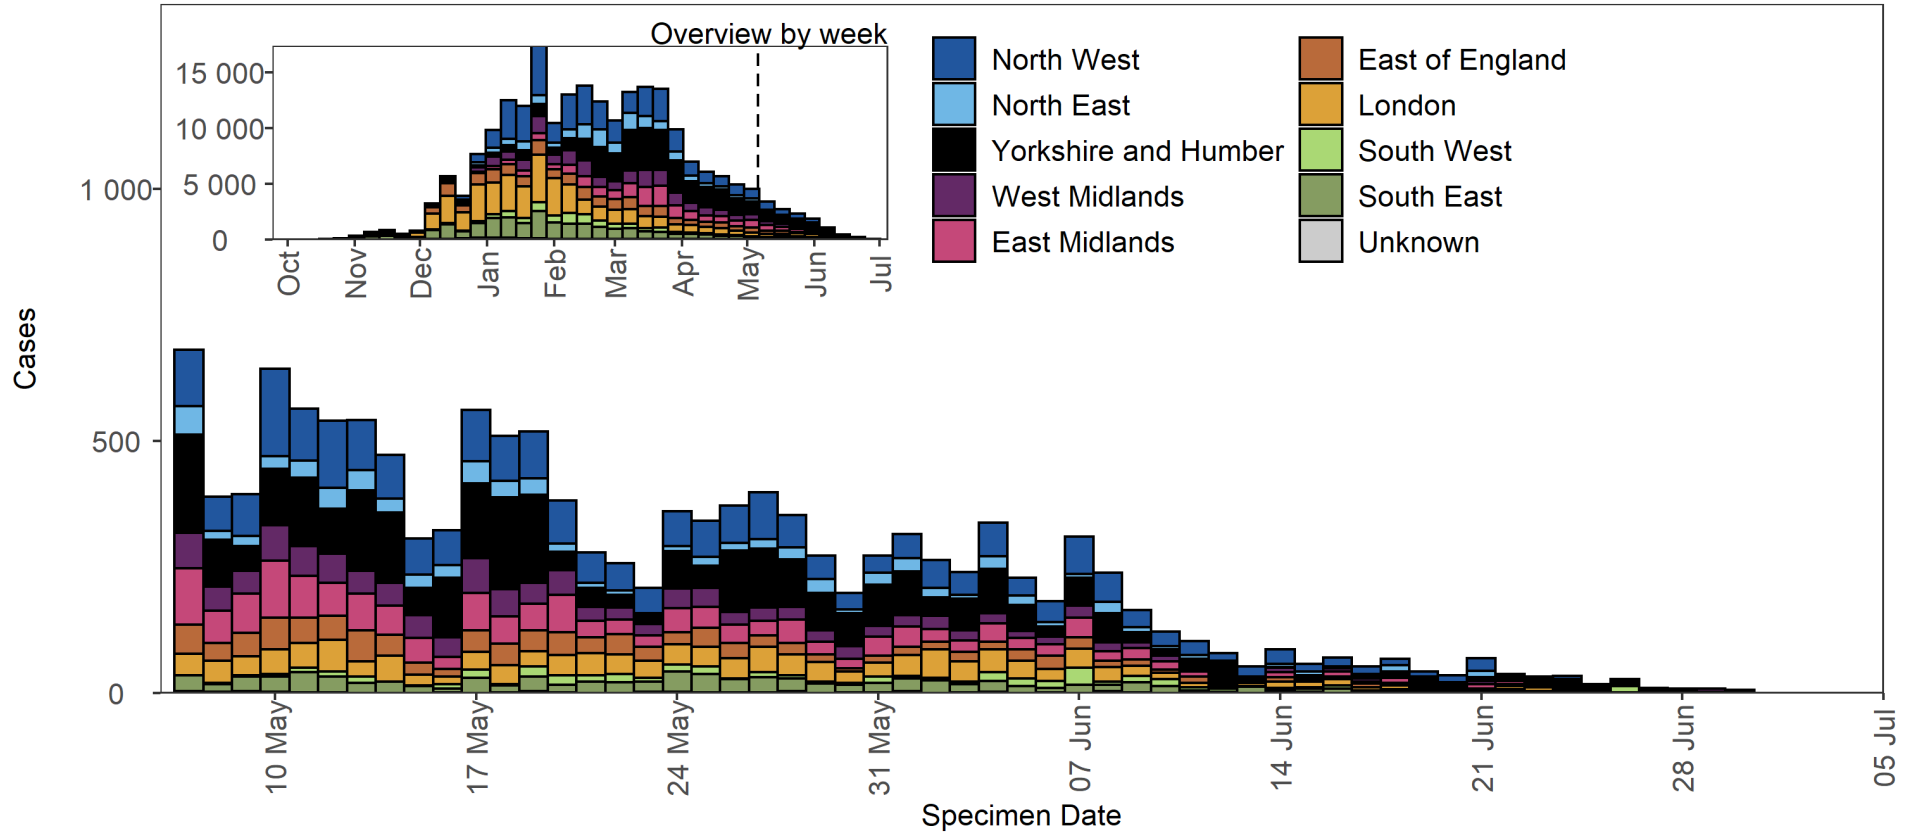 Overview by week
15 000
10 000
5 000
0
Oct
Nov
Dec
Jan
Feb
Mar
Apr
May
Jun
Jul
North West
North East
Yorkshire and Humber
West Midlands
East Midlands
East of England
London
South West
South East
Unknown
Cases
1 000
500
0
10 May
17 May
24 May
31 May
07 Jun
14 Jun
21 Jun
28 Jun
05 Jul
Specimen Date